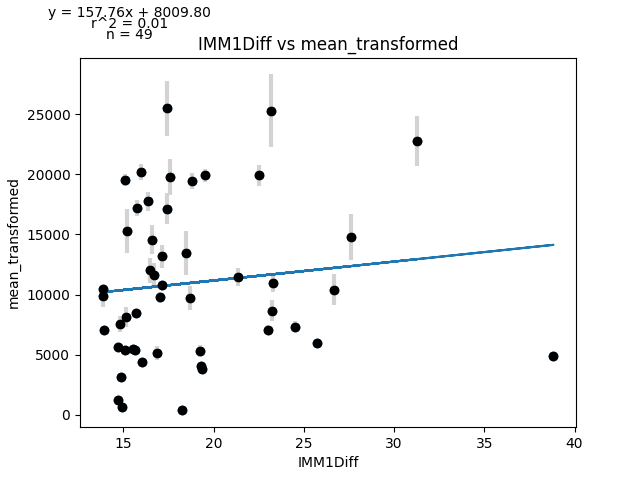 y = 157.76x + 8009.80
r^2 = 0.01
n = 49
IMM1Diff vs mean_transformed
mean_transformed
25000
20000
15000
10000
5000
0
15 20 25 30 35 40
IMM1Diff